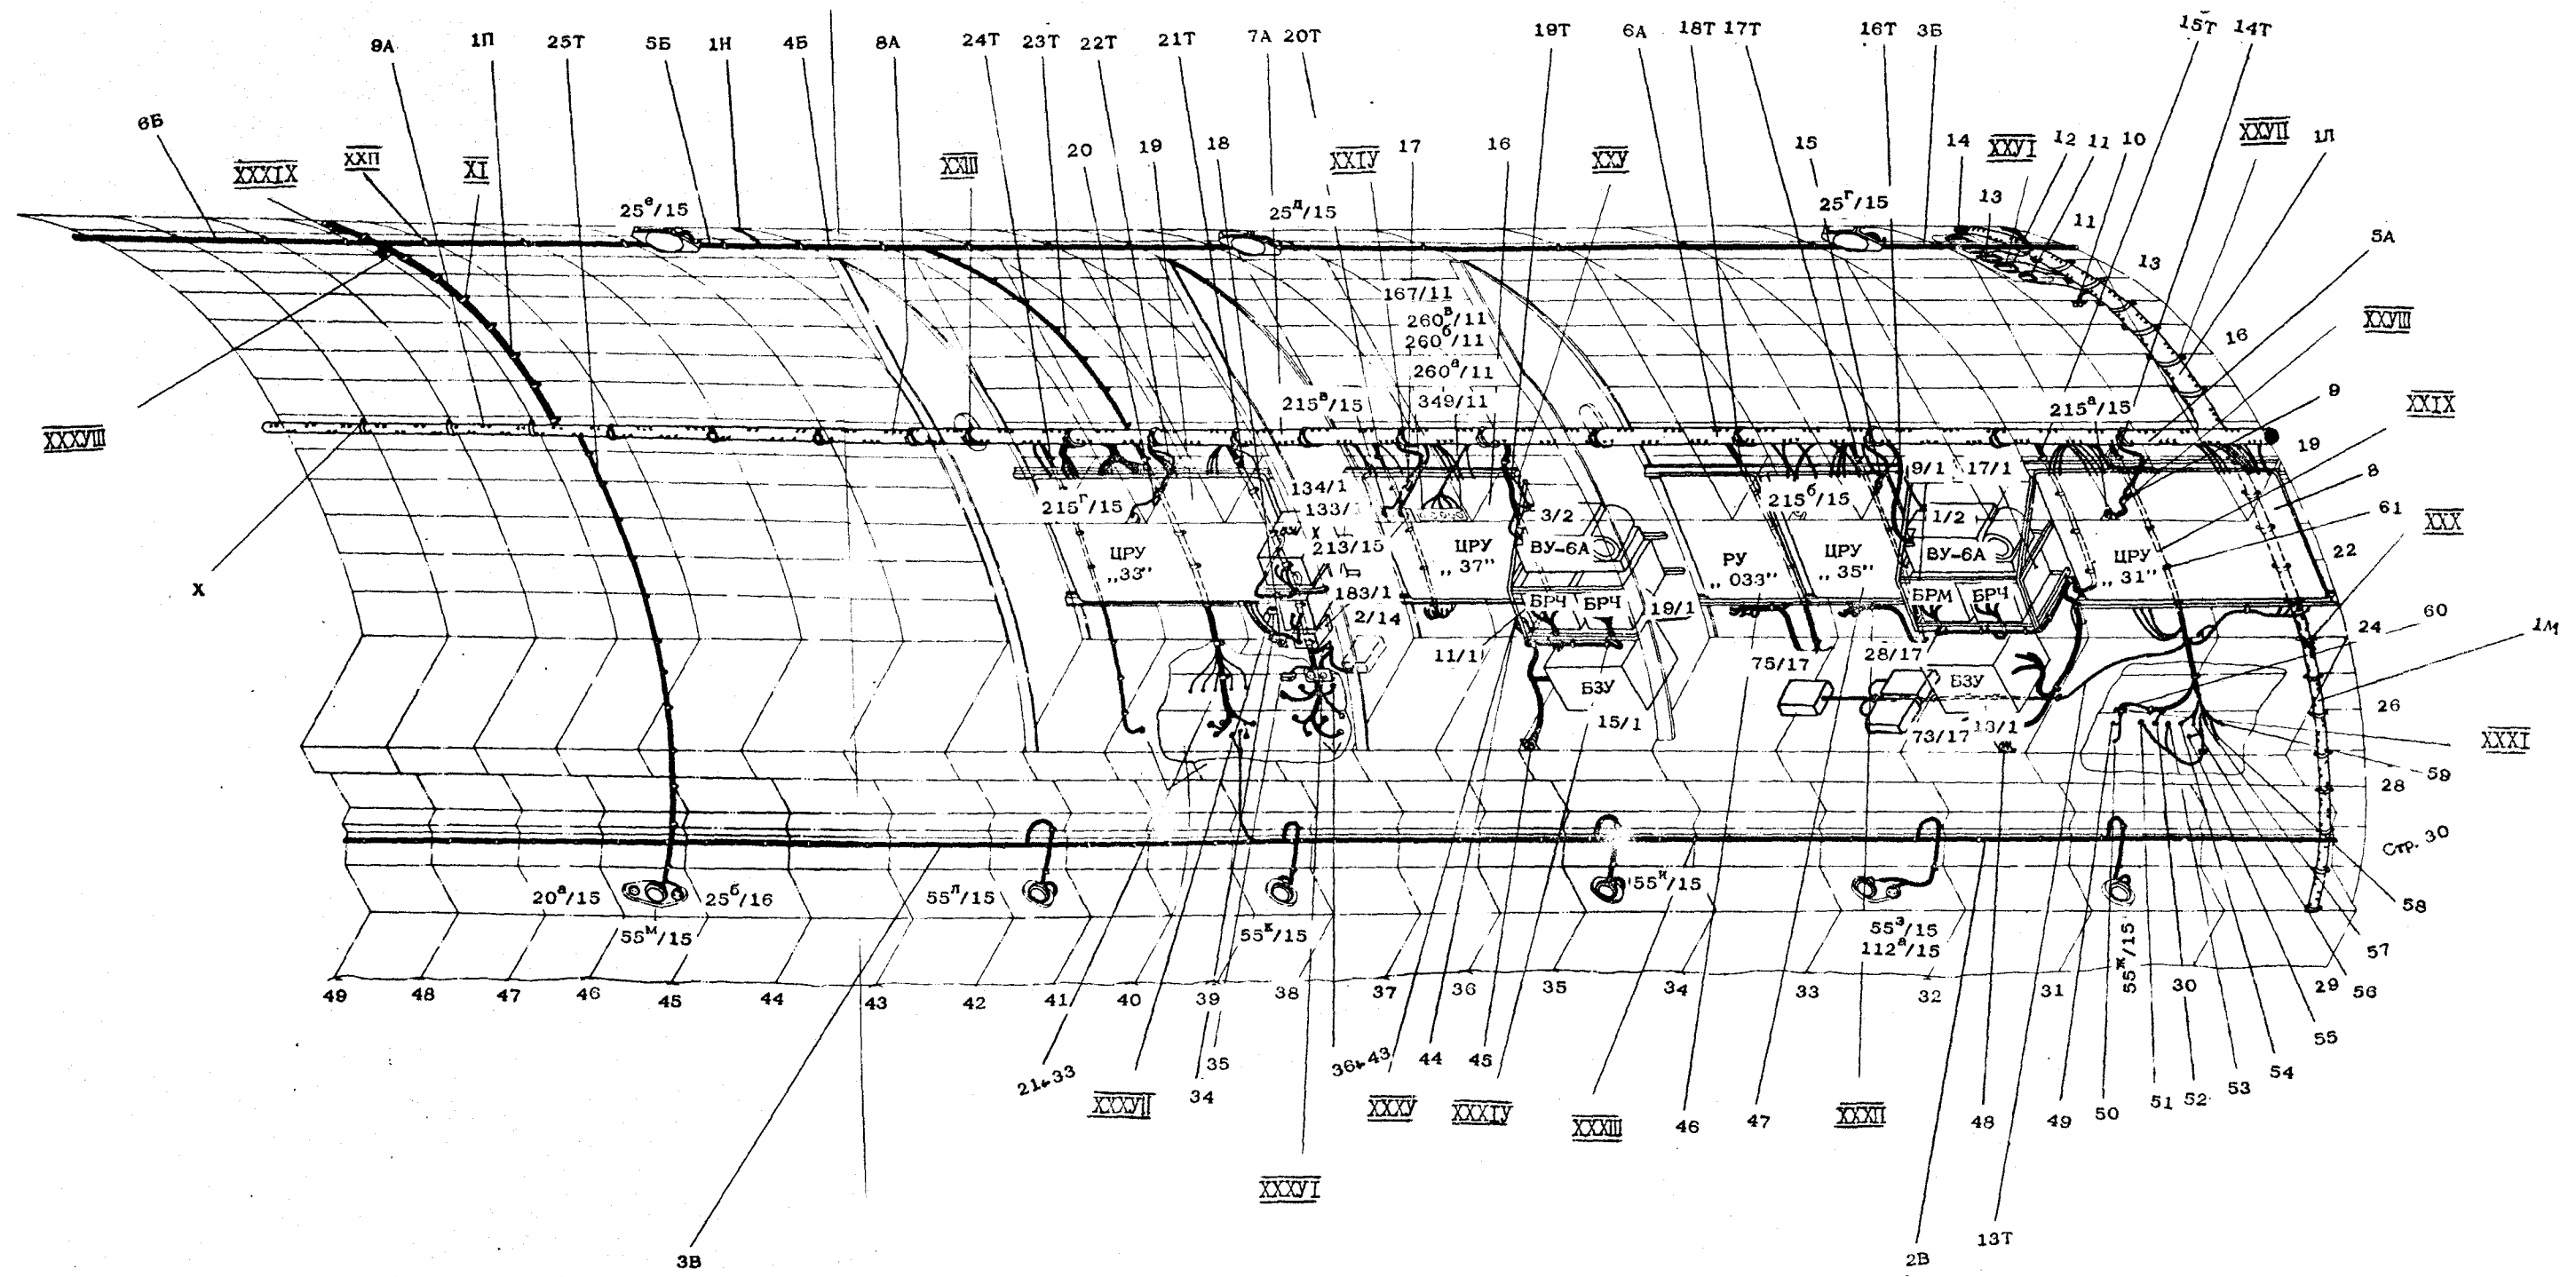 9А 1П 25Т 5Б 1Н 4Б 8А 24Т 23Т 22Т 21Т 7А 20Т 19Т 6А 18Т 17Т 16Т 3Б 15Т 14Т
6Б XXXIX XXП XI XXIII 20 19 18 XXIУ 17 16 XXУ 15 14 XXУI 12 11 10 XXУII 1Л
25е/15 25д/15 25г/15 13 11
5А
13
167/11
260в/11
260б/11
16 XXУIII
260а/11
215в/15 349/11 215а/15 9 XXIX
XXXУIII 19
9/1 17/1 8
134/1
215г/15 133/1 215б/15 61
3/2 1/2 XXX
ЦРУ „33” 213/15 ЦРУ „37” ВУ-6А РУ „033” ЦРУ „35” ВУ-6А ЦРУ „31” 22
X 183/1 БРЧ БРЧ 19/1 БРМ БРЧ
2/14 60
24 1М
11/1 75/17 28/17
БЗУ БЗУ
15/1 73/17 13/1 26
XXXI
59
28
Стр. 30
20а/15 25б/16 55л/15 55и/15
55м/15 55к/15 55з/15 58
112а/15 55ж/15
57
49 48 47 46 45 44 43 42 41 40 39 38 37 36 35 34 33 32 31 30 29 56
55
21÷33 35 36÷43 44 45 54
34 53
XXXУII XXXУ XXXIУ XXXIII 46 47 XXXП 48 49 50 51 52
XXXУI
13Т
3В 2В